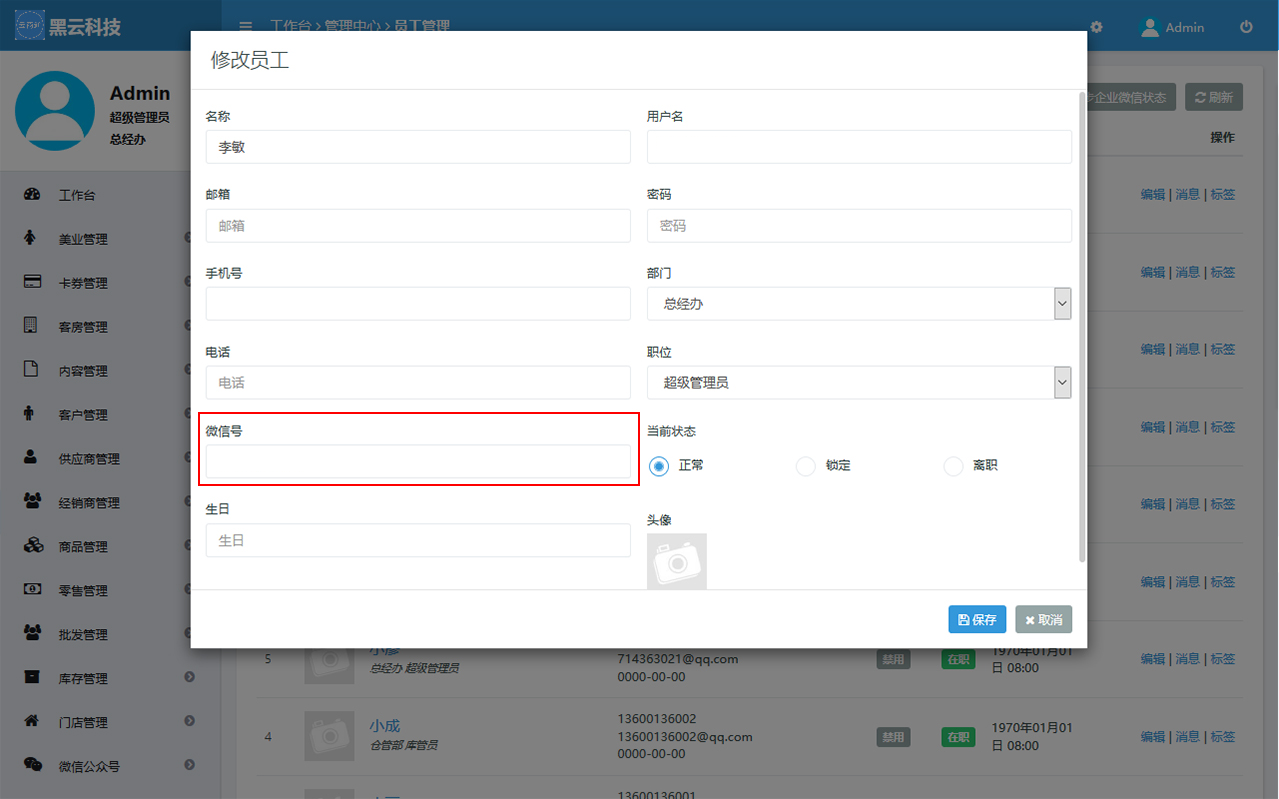 黑云科技
工作台 > 管理中心 > 员工管理
Admin
Admin
超级管理员
总经办
工作台
美业管理
卡券管理
客房管理
内容管理
客户管理
供应商管理
经销商管理
商品管理
零售管理
批发管理
库存管理
门店管理
微信公众号
企业微信状态
刷新
操作
编辑 | 消息 | 标签
编辑 | 消息 | 标签
编辑 | 消息 | 标签
编辑 | 消息 | 标签
编辑 | 消息 | 标签
编辑 | 消息 | 标签
修改员工
名称
李敏
用户名
邮箱
邮箱
密码
密码
手机号
部门
总经办
电话
电话
职位
超级管理员
微信号
当前状态
正常
锁定
离职
生日
生日
头像
保存
取消
5
总经办 超级管理员
714363021@qq.com
0000-00-00
禁用
在职
1970年01月01
日 08:00
编辑 | 消息 | 标签
4
小成
仓管部 库管员
13600136002
13600136002@qq.com
0000-00-00
禁用
在职
1970年01月01
日 08:00
编辑 | 消息 | 标签
13600136001